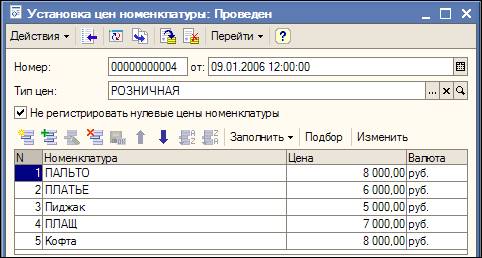 Установка цен номенклатуры: Проведен
Действия Перейти ?
Номер: 00000000004 от: 09.01.2006 12:00:00
Тип цен: РОЗНИЧНАЯ ... x
Не регистрировать нулевые цены номенклатуры
Заполнить Подбор Изменить
N Номенклатура Цена Валюта
1 ПАЛЬТО 8 000,00 руб.
2 ПЛАТЬЕ 6 000,00 руб.
3 Пиджак 5 000,00 руб.
4 ПЛАЩ 7 000,00 руб.
5 Кофта 8 000,00 руб.